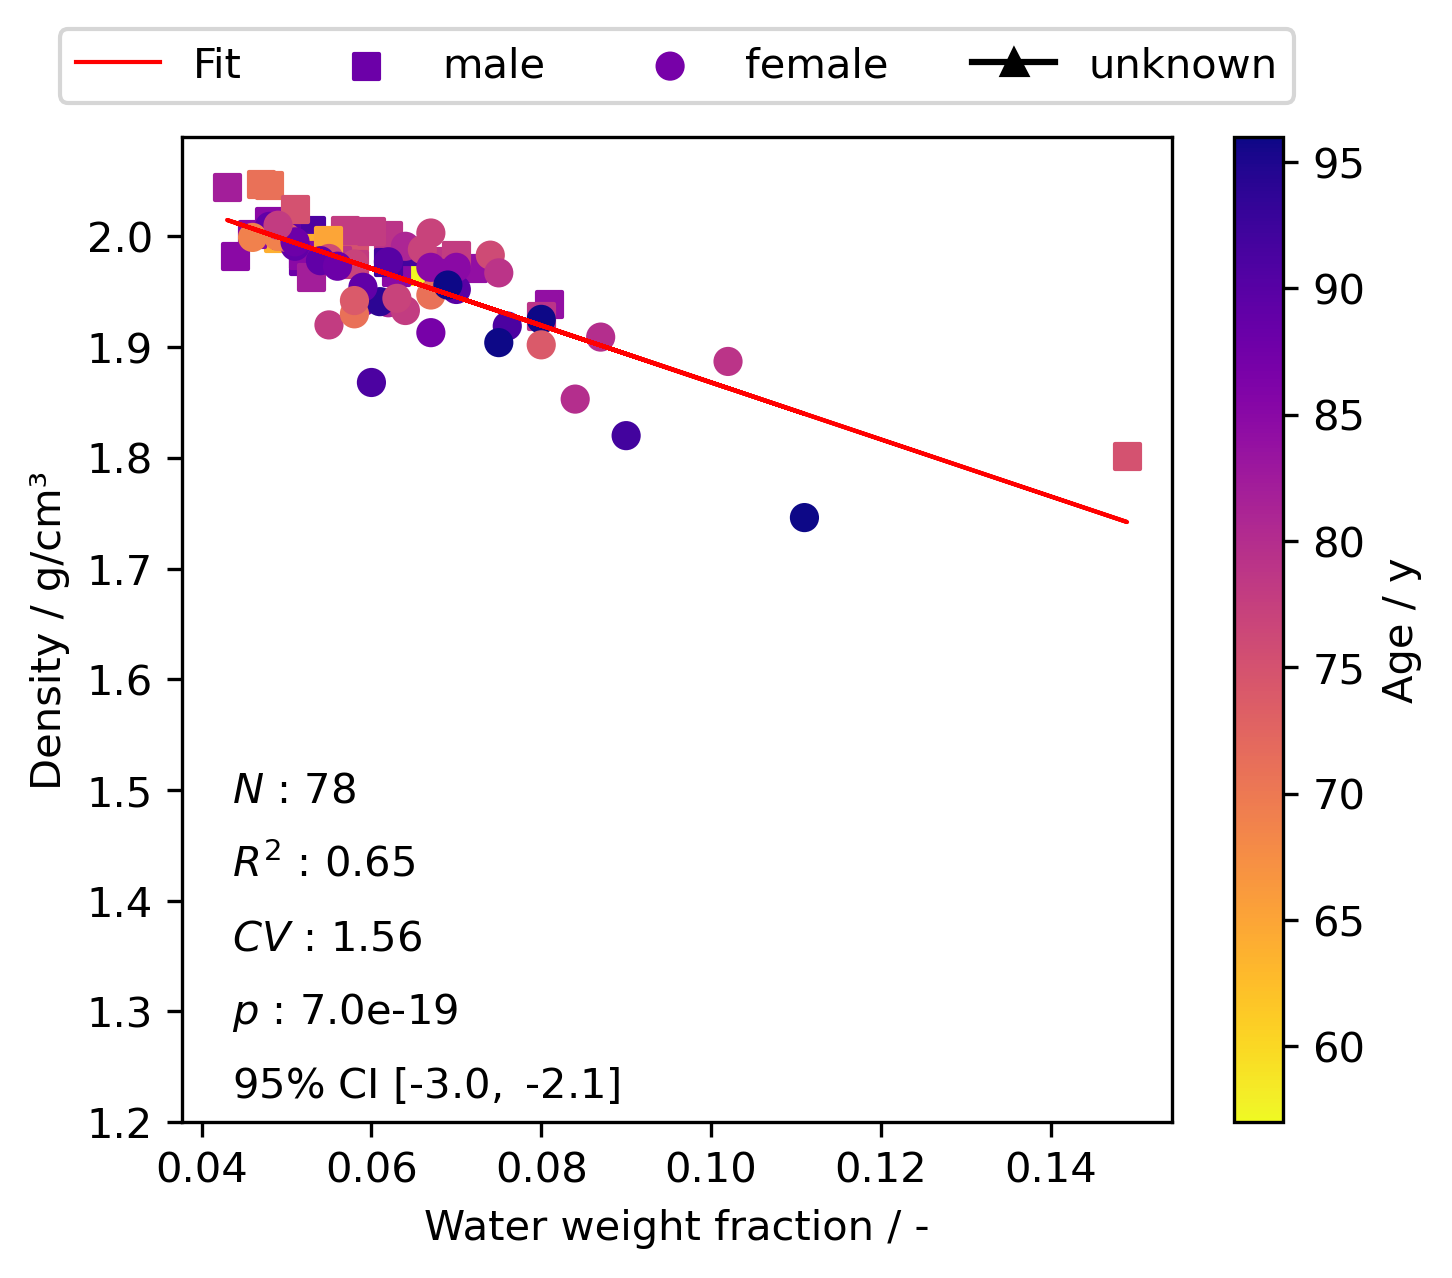 Fit male female unknown
2.0
1.9
1.8
1.7
1.6
1.5
1.4
1.3
1.2
Density / g/cm³
N : 78
R² : 0.65
CV : 1.56
p : 7.0e-19
95% CI [-3.0, -2.1]
0.04 0.06 0.08 0.10 0.12 0.14
Water weight fraction / -
95
90
85
80
75
70
65
60
Age / y